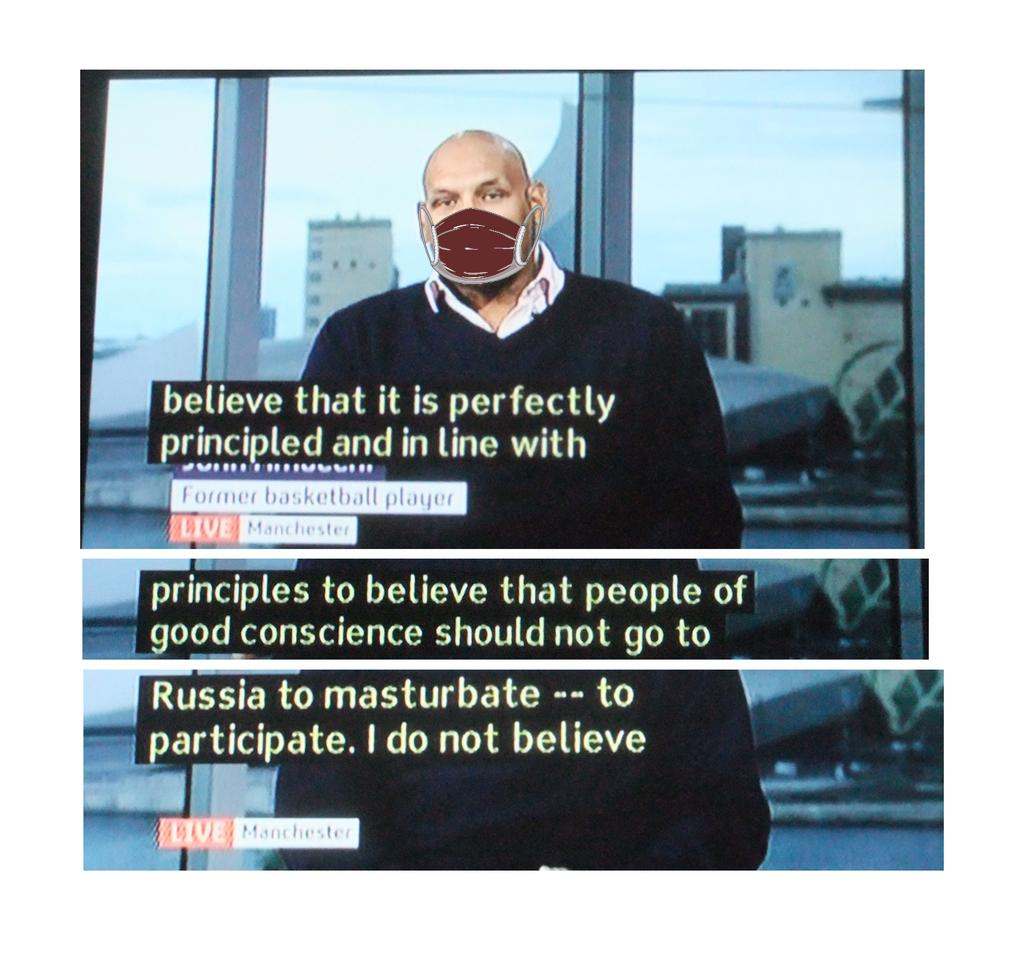 believe that it is perfectly
principled and in line with
Former basketball player
LIVE Manchester
principles to believe that people of
good conscience should not go to
Russia to masturbate -- to
participate. I do not believe
LIVE Manchester